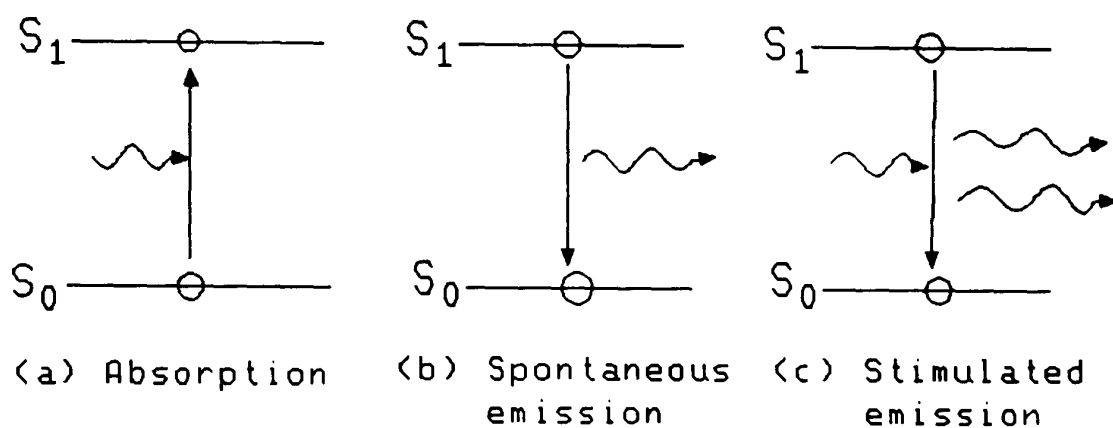 S1
S0
(a) Absorption
S1
S0
(b) Spontaneous
emission
S1
S0
(c) Stimulated
emission